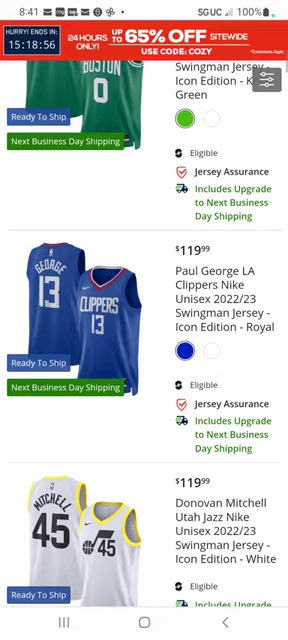 8:41
5GUC 100%
HURRY! ENDS IN:
15:18:56
24 HOURS ONLY!
UP TO 65% OFF SITEWIDE
USE CODE: COZY
*Exclusions Apply
BOSTON
0
Ready To Ship
Next Business Day Shipping
Swingman Jersey -
Icon Edition - K
Green
Eligible
Jersey Assurance
Includes Upgrade
to Next Business
Day Shipping
GEORGE
13
CLIPPERS
13
Ready To Ship
Next Business Day Shipping
$119.99
Paul George LA
Clippers Nike
Unisex 2022/23
Swingman Jersey -
Icon Edition - Royal
Eligible
Jersey Assurance
Includes Upgrade
to Next Business
Day Shipping
MITCHELL
45
45
Ready To Ship
$119.99
Donovan Mitchell
Utah Jazz Nike
Unisex 2022/23
Swingman Jersey -
Icon Edition - White
Eligible
Includes Upgrade